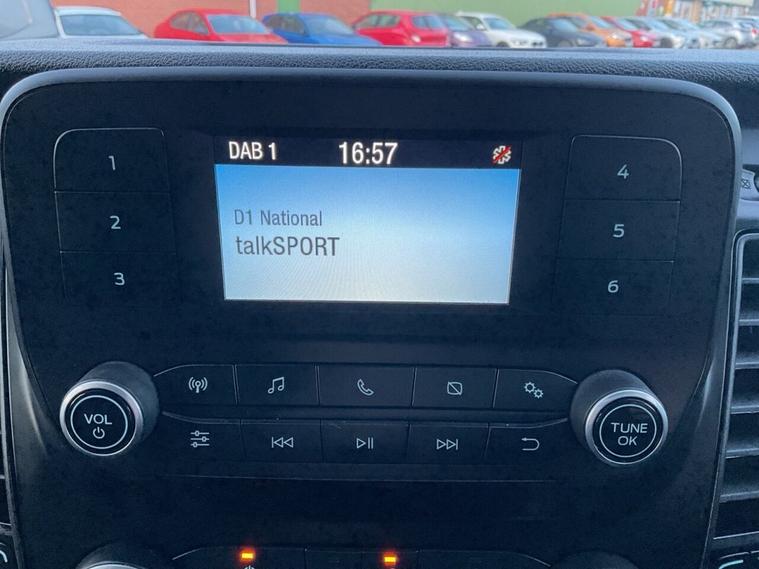 DAB 1 16:57
D1 National
talkSPORT
1
2
3
4
5
6
VOL
TUNE
OK